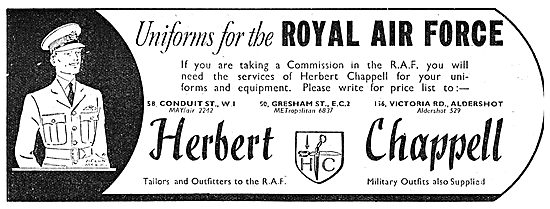 Uniforms for the ROYAL AIR FORCE
If you are taking a Commission in the R.A.F. you will
need the services of Herbert Chappell for your uni-
forms and equipment. Please write for price list to:—
58, CONDUIT ST., W 1 50, GRESHAM ST., E.C.2 156, VICTORIA RD., ALDERSHOT
MAYfair 2242 METropolitan 6837 Aldershot 529
Herbert Chappell
H C
Tailors and Outfitters to the R.A.F. Military Outfits also Supplied